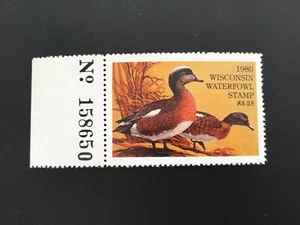 No 158650
1980
WISCONSIN
WATERFOWL
STAMP
$3.25